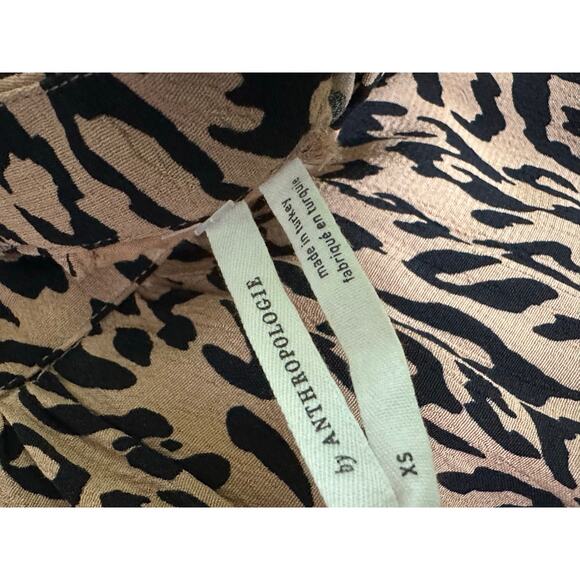 by ANTHROPOLOGIE
made in turkey
fabriqué en turquie
XS